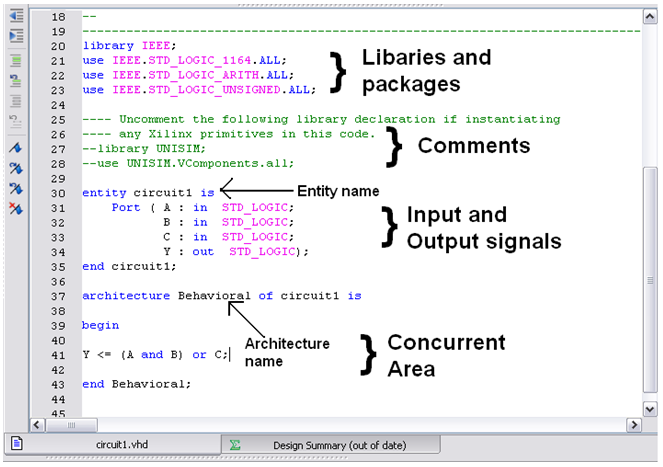 18 --
19 --------------------------------------------------------------------------------
20 library IEEE;
21 use IEEE.STD_LOGIC_1164.ALL;
22 use IEEE.STD_LOGIC_ARITH.ALL;
23 use IEEE.STD_LOGIC_UNSIGNED.ALL;
Libaries and
packages
24
25 ---- Uncomment the following library declaration if instantiating
26 ---- any Xilinx primitives in this code.
27 --library UNISIM;
28 --use UNISIM.VComponents.all;
Comments
29
30 entity circuit1 is
Entity name
31 Port ( A : in STD_LOGIC;
32 B : in STD_LOGIC;
33 C : in STD_LOGIC;
34 Y : out STD_LOGIC);
Input and
Output signals
35 end circuit1;
36
37 architecture Behavioral of circuit1 is
38
39 begin
40
Architecture
name
41 Y <= (A and B) or C;
Concurrent
Area
42
43 end Behavioral;
44
45
circuit1.vhd
Σ Design Summary (out of date)